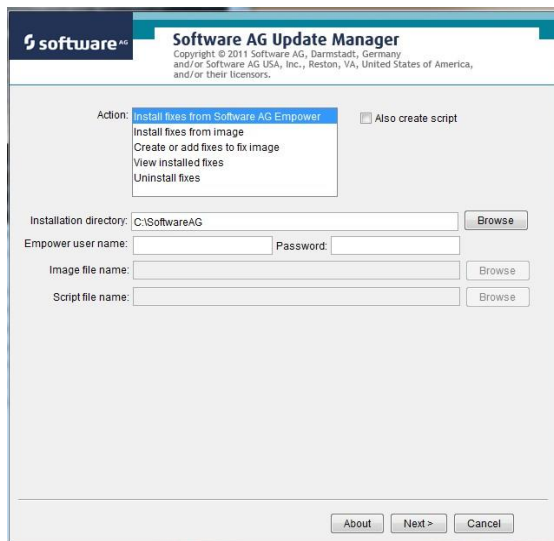 software AG
Software AG Update Manager
Copyright © 2011 Software AG, Darmstadt, Germany
and/or Software AG USA, Inc., Reston, VA, United States of America,
and/or their licensors.
Action:
Install fixes from Software AG Empower
Install fixes from image
Create or add fixes to fix image
View installed fixes
Uninstall fixes
Also create script
Installation directory: C:\SoftwareAG Browse
Empower user name: Password:
Image file name: Browse
Script file name: Browse
About Next > Cancel